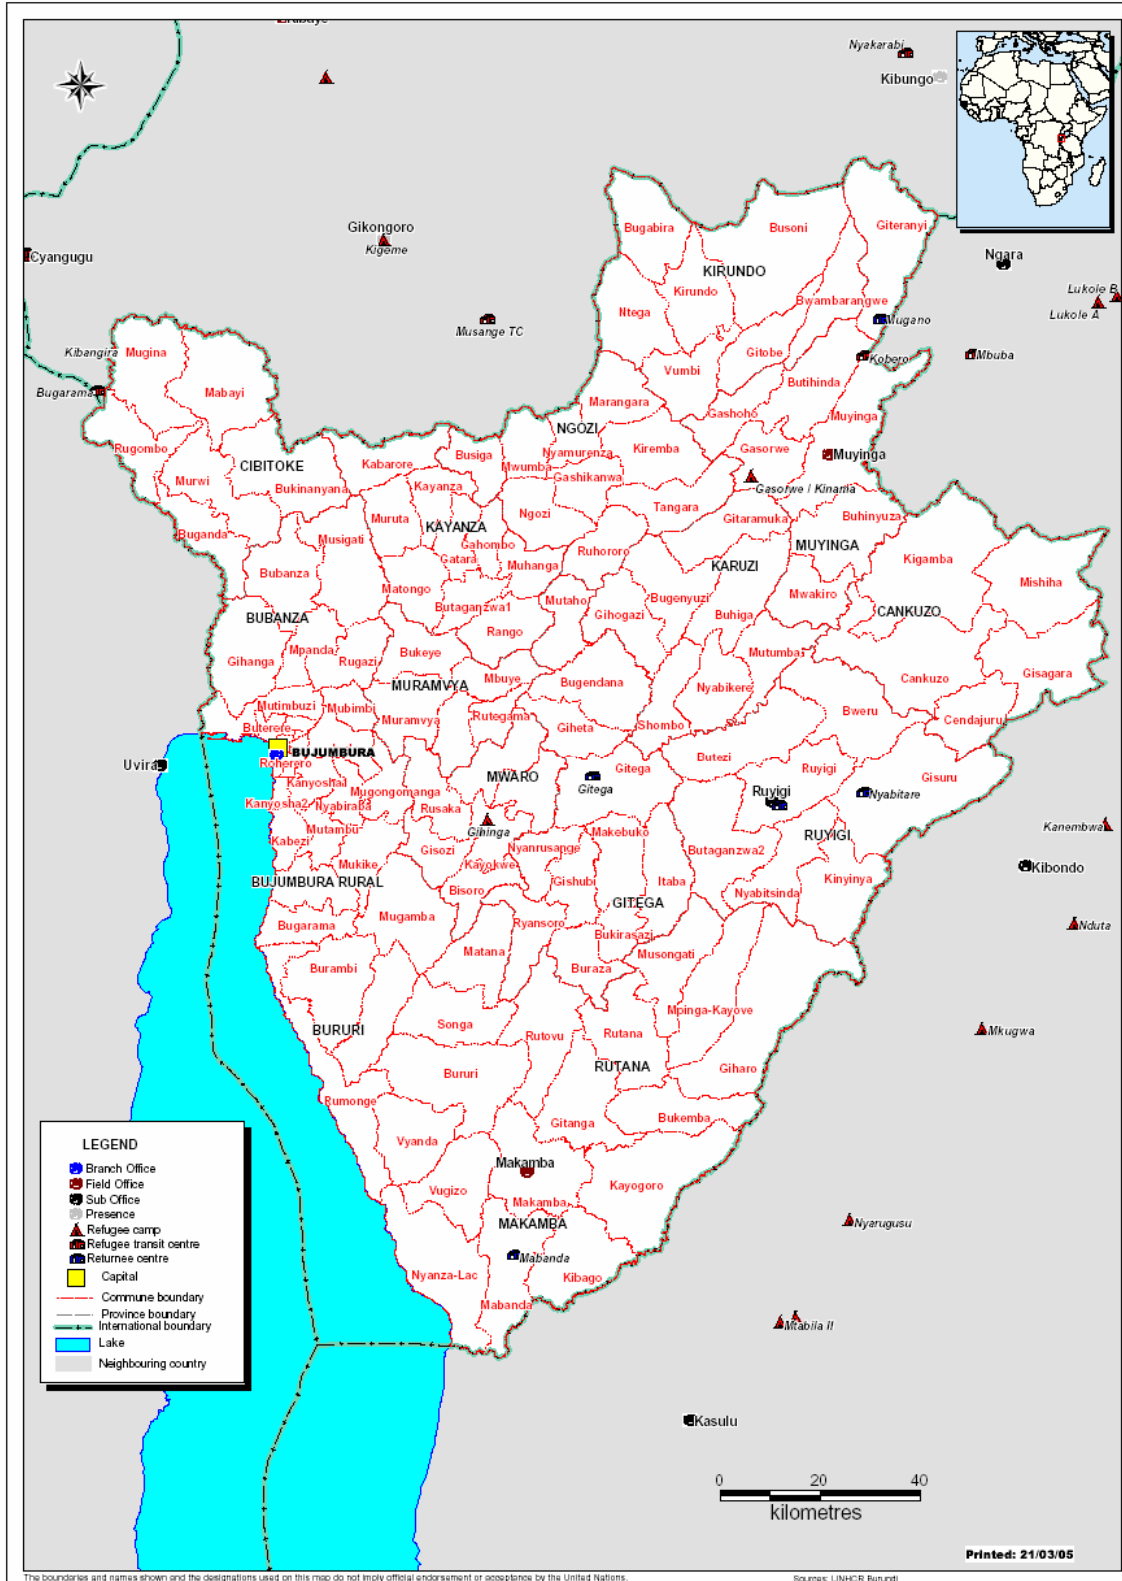 Nyakarabi
Kibungo
Gikongoro
Kigeme
Cyangugu
Ngara
Lukole B
Lukole A
Musange TC
Mbuba
Kibangira
Bugarama
Bugabira
Busoni
Giteranyi
KIRUNDO
Kirundo
Ntega
Bwambarangwe
Mugano
Kobero
Gitobe
Vumbi
Butihinda
Marangara
Gashoho
Muyinga
Mugina
Mabayi
NGOZI
Nyamurenza
Kiremba
Gasorwe
Muyinga
Rugombo
CIBITOKE
Kabarore
Busiga
Mwumba
Gashikanwa
Gasorwe / Kinama
Murwi
Bukinanyana
Kayanza
Ngozi
Tangara
Gitaramuka
Buhinyuza
Muruta
KAYANZA
Buganda
Musigati
Gahombo
Gatara
Muhanga
Ruhororo
KARUZI
MUYINGA
Kigamba
Mishiha
Bubanza
Matongo
Butaganzwa1
Mutaho
Gihogazi
Bugenyuzi
Buhiga
Mwakiro
CANKUZO
BUBANZA
Rango
Mpanda
Gihanga
Rugazi
Bukeye
Mbuye
Bugendana
Nyabikere
Mutumba
Cankuzo
Gisagara
MURAMVYA
Mutimbuzi
Mubimbi
Muramvya
Rutegama
Giheta
Shombo
Bweru
Cendajuru
Buterere
BUJUMBURA
Roherero
Uvira
MWARO
Gitega
Gitega
Butezi
Ruyigi
Gisuru
Kanyosha1
Mugongomanga
Ruyigi
Nyabitare
Kanyosha2
Nyabiraba
Rusaka
Gihinga
Makebuko
RUYIGI
Kanembwa
Kabezi
Mutambu
Gisozi
Nyanrusange
Butaganzwa2
Mukike
Kayokwe
Kibondo
BUJUMBURA RURAL
Bisoro
Gishubi
Itaba
Nyabitsinda
Kinyinya
GITEGA
Bugarama
Mugamba
Ryansoro
Bukirasazi
Nduta
Matana
Musongati
Burambi
Buraza
Mpinga-Kayove
BURURI
Songa
Rutovu
Rutana
Mkugwa
RUTANA
Giharo
Bururi
Rumonge
Gitanga
Bukemba
Vyanda
Makamba
Kayogoro
Vugizo
Makamba
MAKAMBA
Nyarugusu
Mabanda
Nyanza-Lac
Kibago
Mabanda
Mtabila II
Kasulu
LEGEND
Branch Office
Field Office
Sub Office
Presence
Refugee camp
Refugee transit centre
Returnee centre
Capital
Commune boundary
Province boundary
International boundary
Lake
Neighbouring country
0 20 40
kilometres
Printed: 21/03/05
The boundaries and names shown and the designations used on this map do not imply official endorsement or acceptance by the United Nations.
Sources: UNHCR Burundi